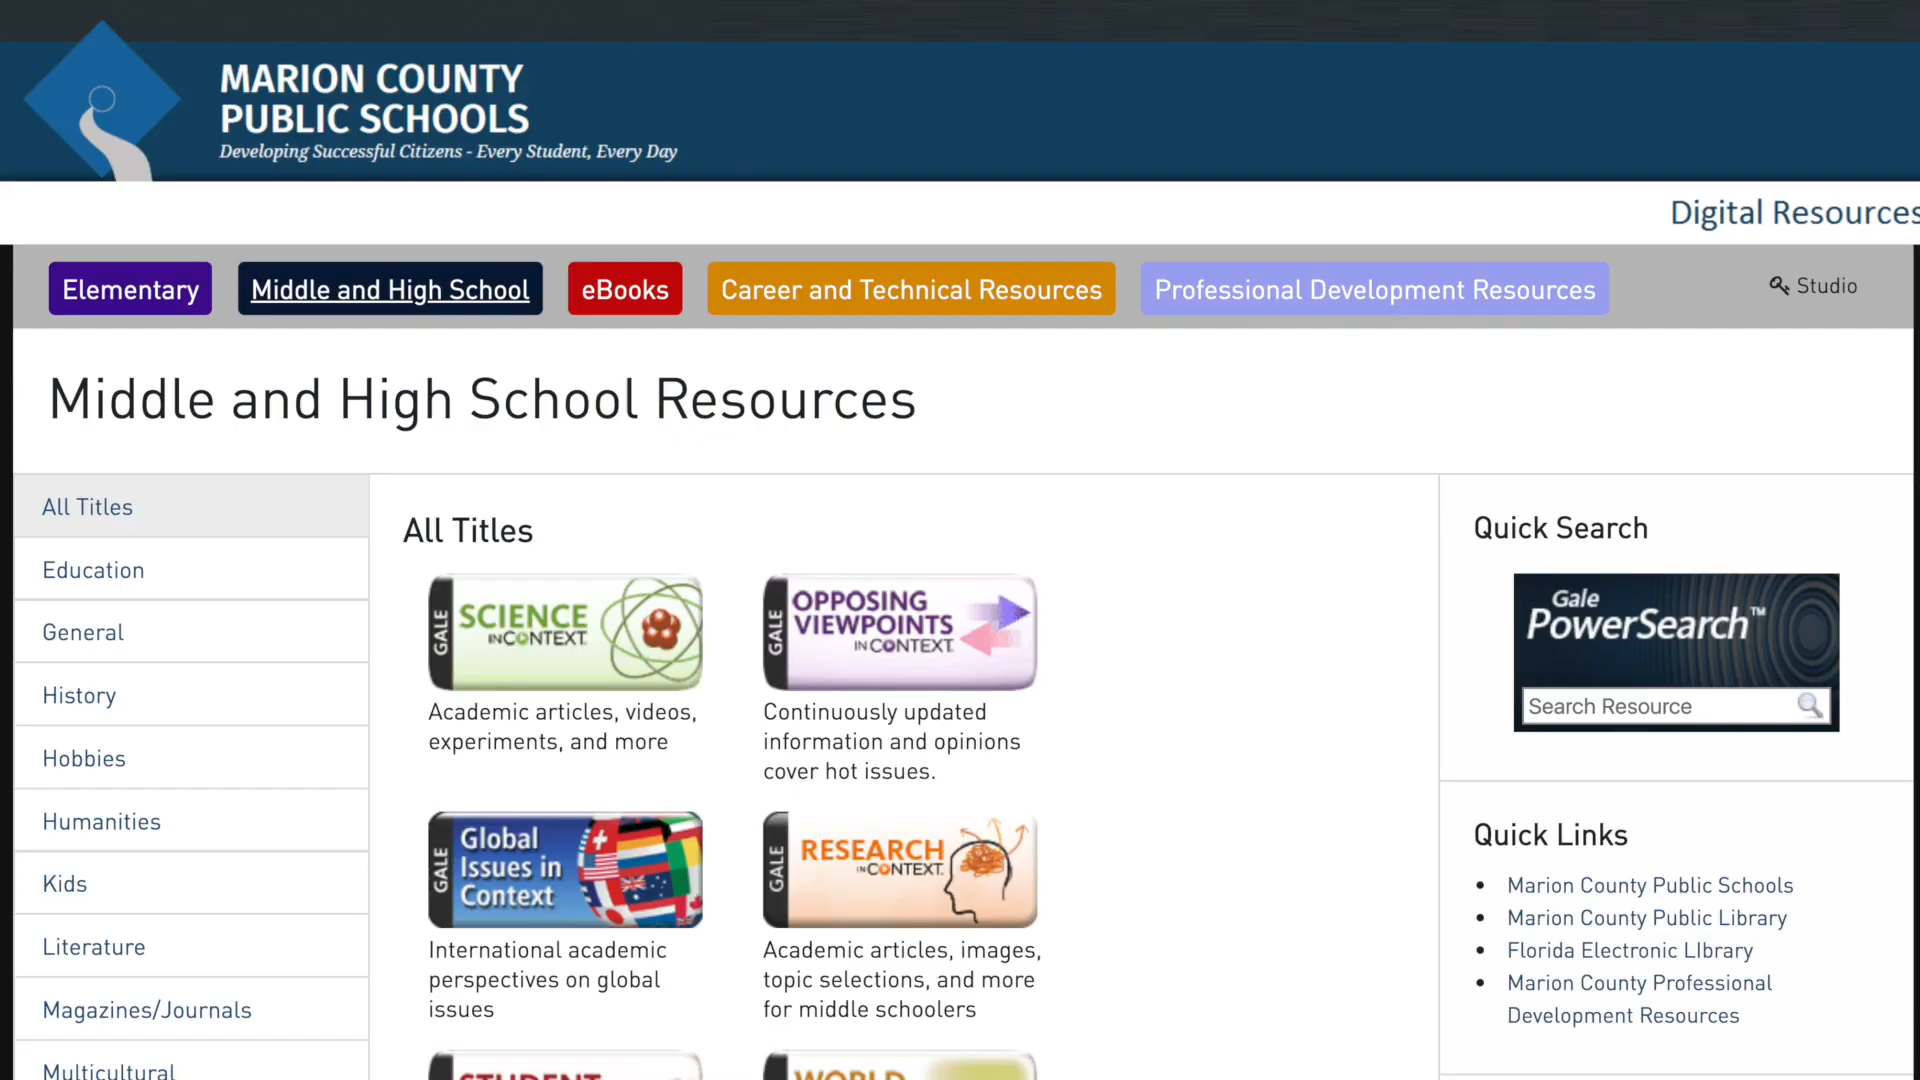 MARION COUNTY
PUBLIC SCHOOLS
Developing Successful Citizens - Every Student, Every Day
Digital Resources
Elementary
Middle and High School
eBooks
Career and Technical Resources
Professional Development Resources
Studio
Middle and High School Resources
All Titles
Education
General
History
Hobbies
Humanities
Kids
Literature
Magazines/Journals
Multicultural
All Titles
GALE
SCIENCE
IN CONTEXT
Academic articles, videos,
experiments, and more
GALE
OPPOSING
VIEWPOINTS
IN CONTEXT
Continuously updated
information and opinions
cover hot issues.
GALE
Global
Issues in
Context
International academic
perspectives on global
issues
GALE
RESEARCH
IN CONTEXT
Academic articles, images,
topic selections, and more
for middle schoolers
STUDENT
WORLD
Quick Search
Gale
PowerSearch™
Search Resource
Quick Links
• Marion County Public Schools
• Marion County Public Library
• Florida Electronic LIbrary
• Marion County Professional
Development Resources